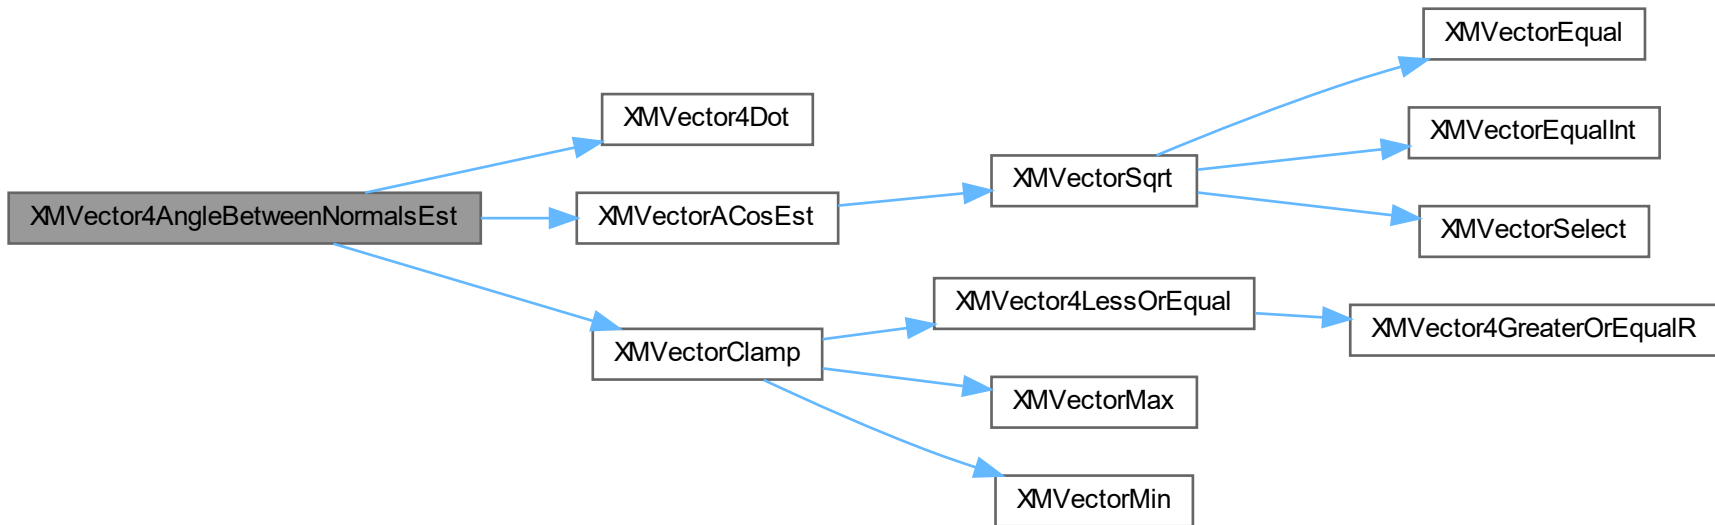 XMVectorEqual
XMVector4Dot
XMVectorEqualInt
XMVectorSqrt
XMVector4AngleBetweenNormalsEst
XMVectorACosEst
XMVectorSelect
XMVector4LessOrEqual
XMVector4GreaterOrEqualR
XMVectorClamp
XMVectorMax
XMVectorMin